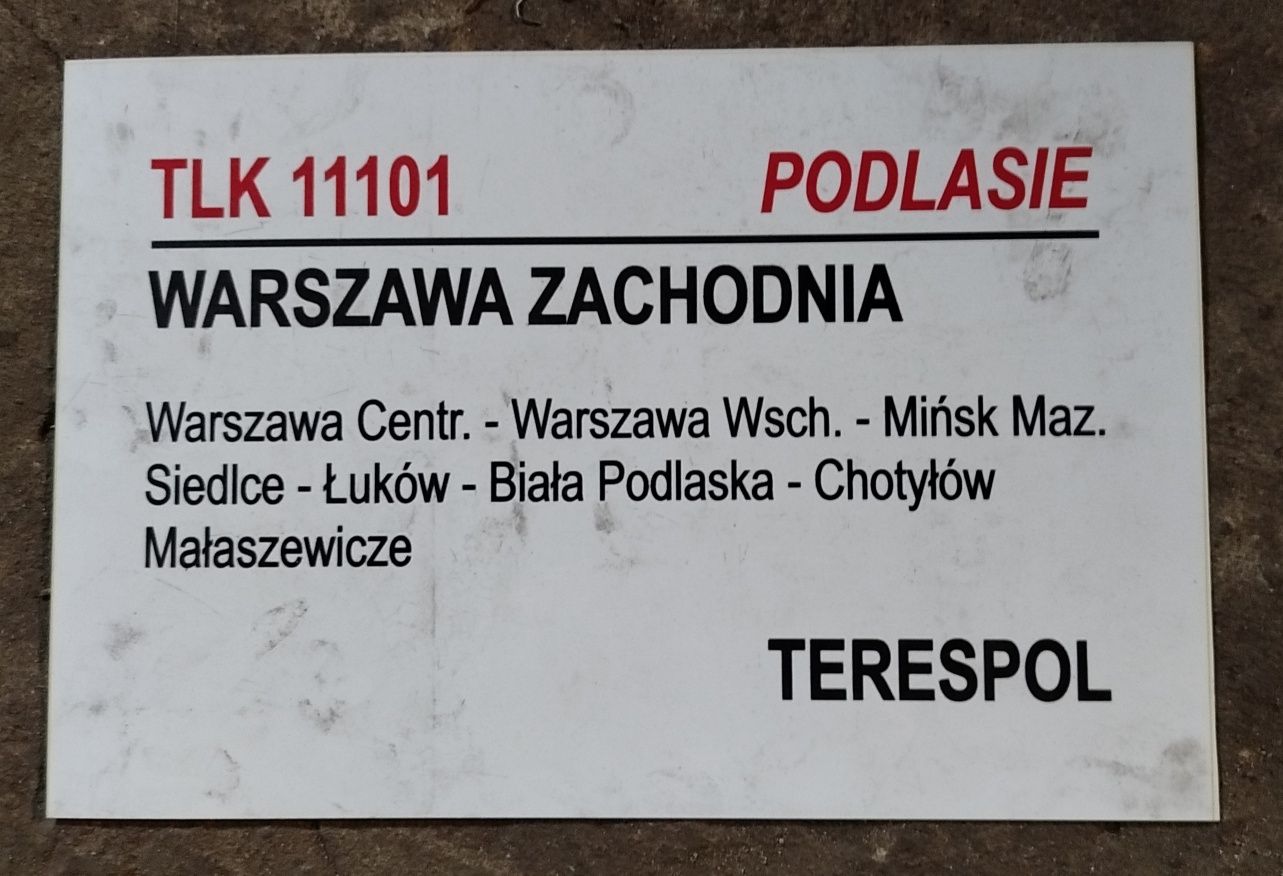 TLK 11101 PODLASIE
WARSZAWA ZACHODNIA
Warszawa Centr. - Warszawa Wsch. - Mińsk Maz.
Siedlce - Łuków - Biała Podlaska - Chotyłów
Małaszewicze
TERESPOL